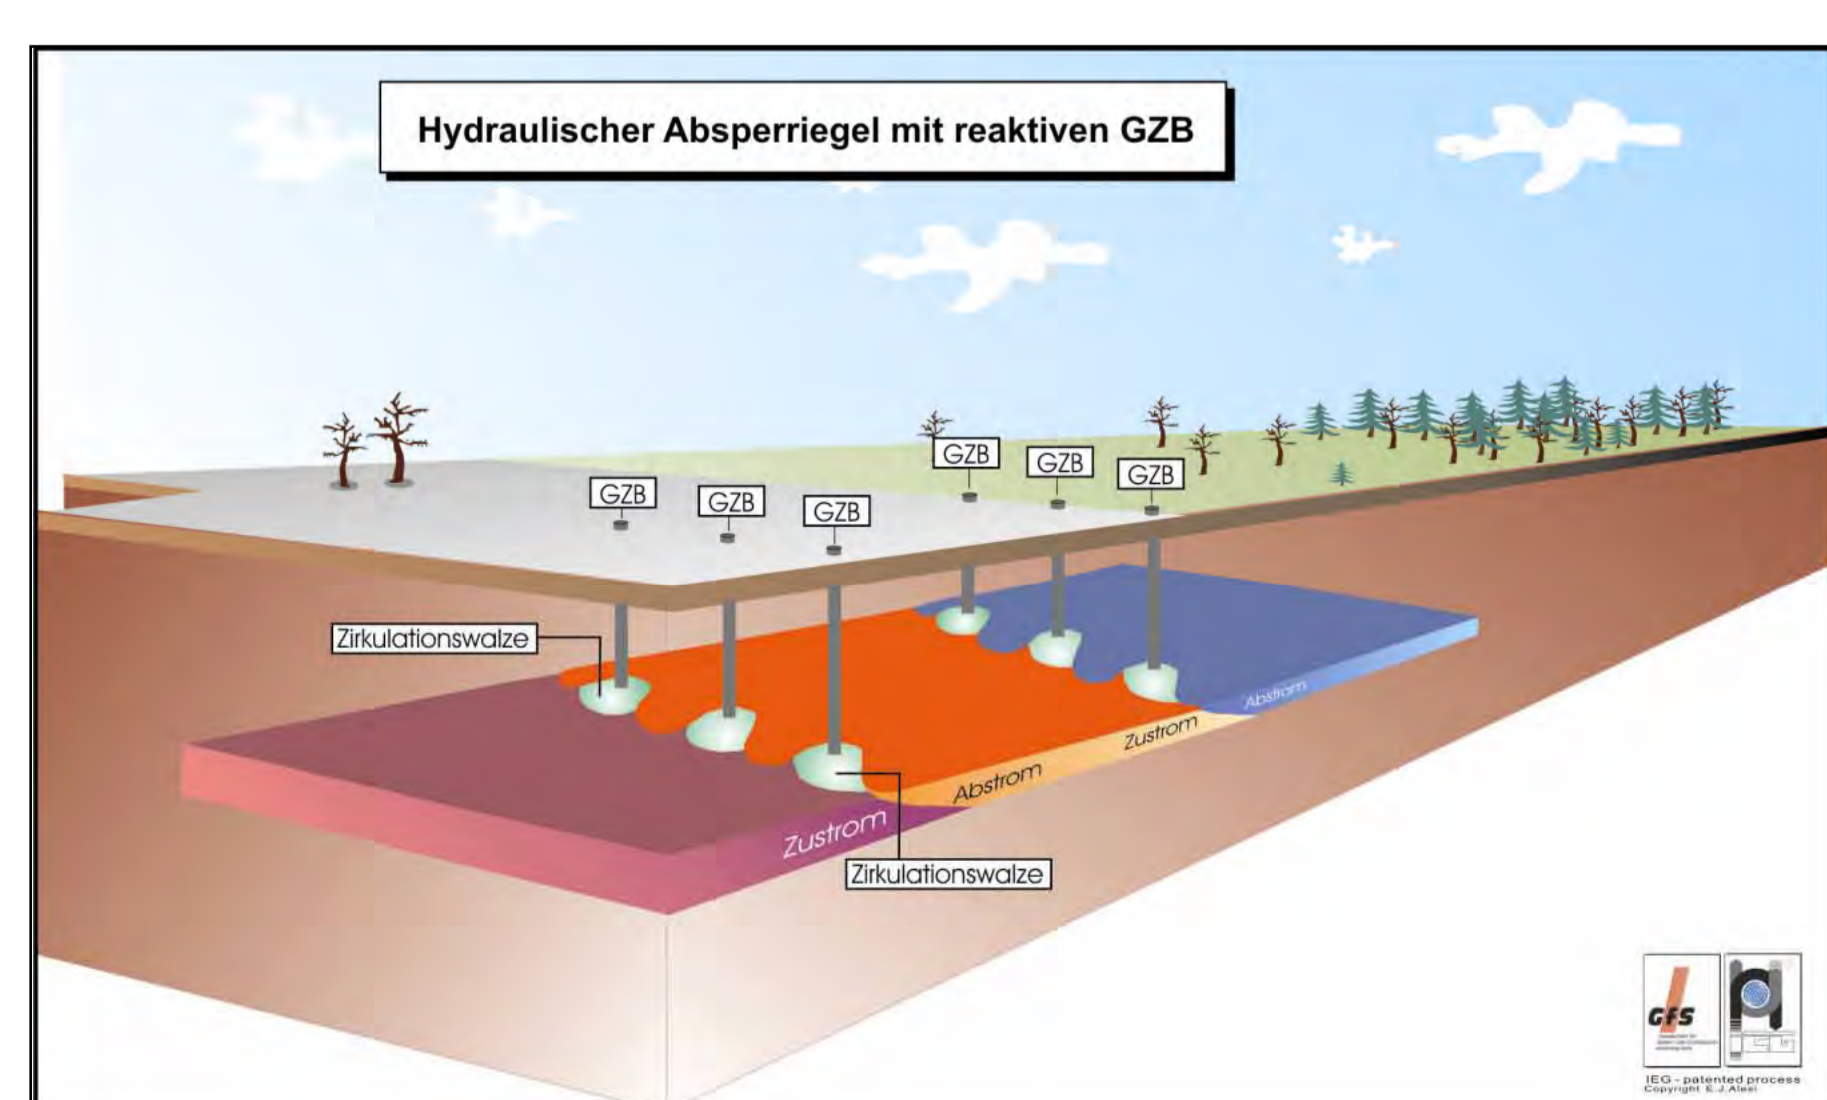 Hydraulischer Absperriegel mit reaktiven GZB
GZB
GZB
GZB
GZB
GZB
GZB
Zirkulationswalze
Abstrom
Zustrom
Abstrom
Zustrom
Zirkulationswalze
GfS
IEG - patented process
Copyright E.J.Alesi